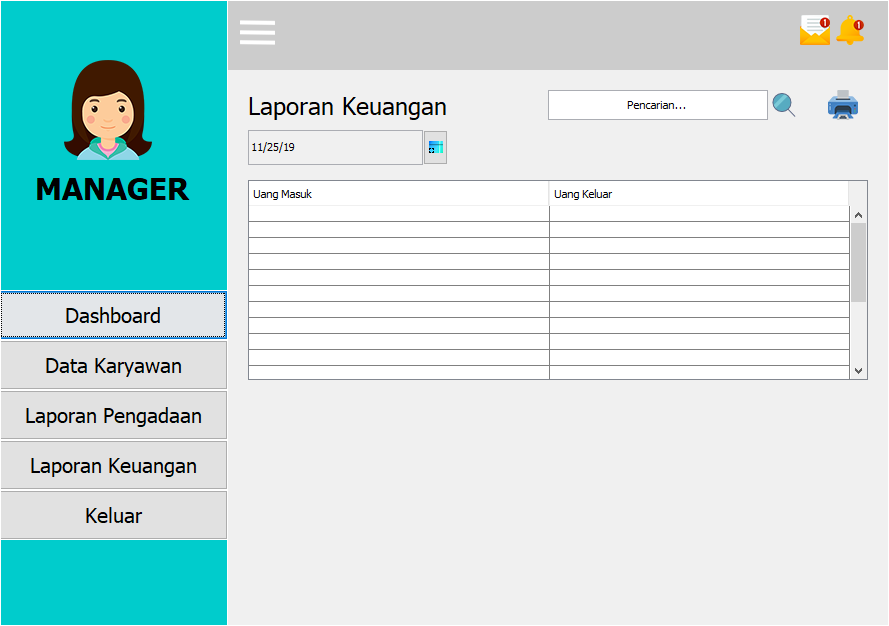 1
1
MANAGER
Dashboard
Data Karyawan
Laporan Pengadaan
Laporan Keuangan
Keluar
Laporan Keuangan
Pencarian...
11/25/19
Uang Masuk
Uang Keluar